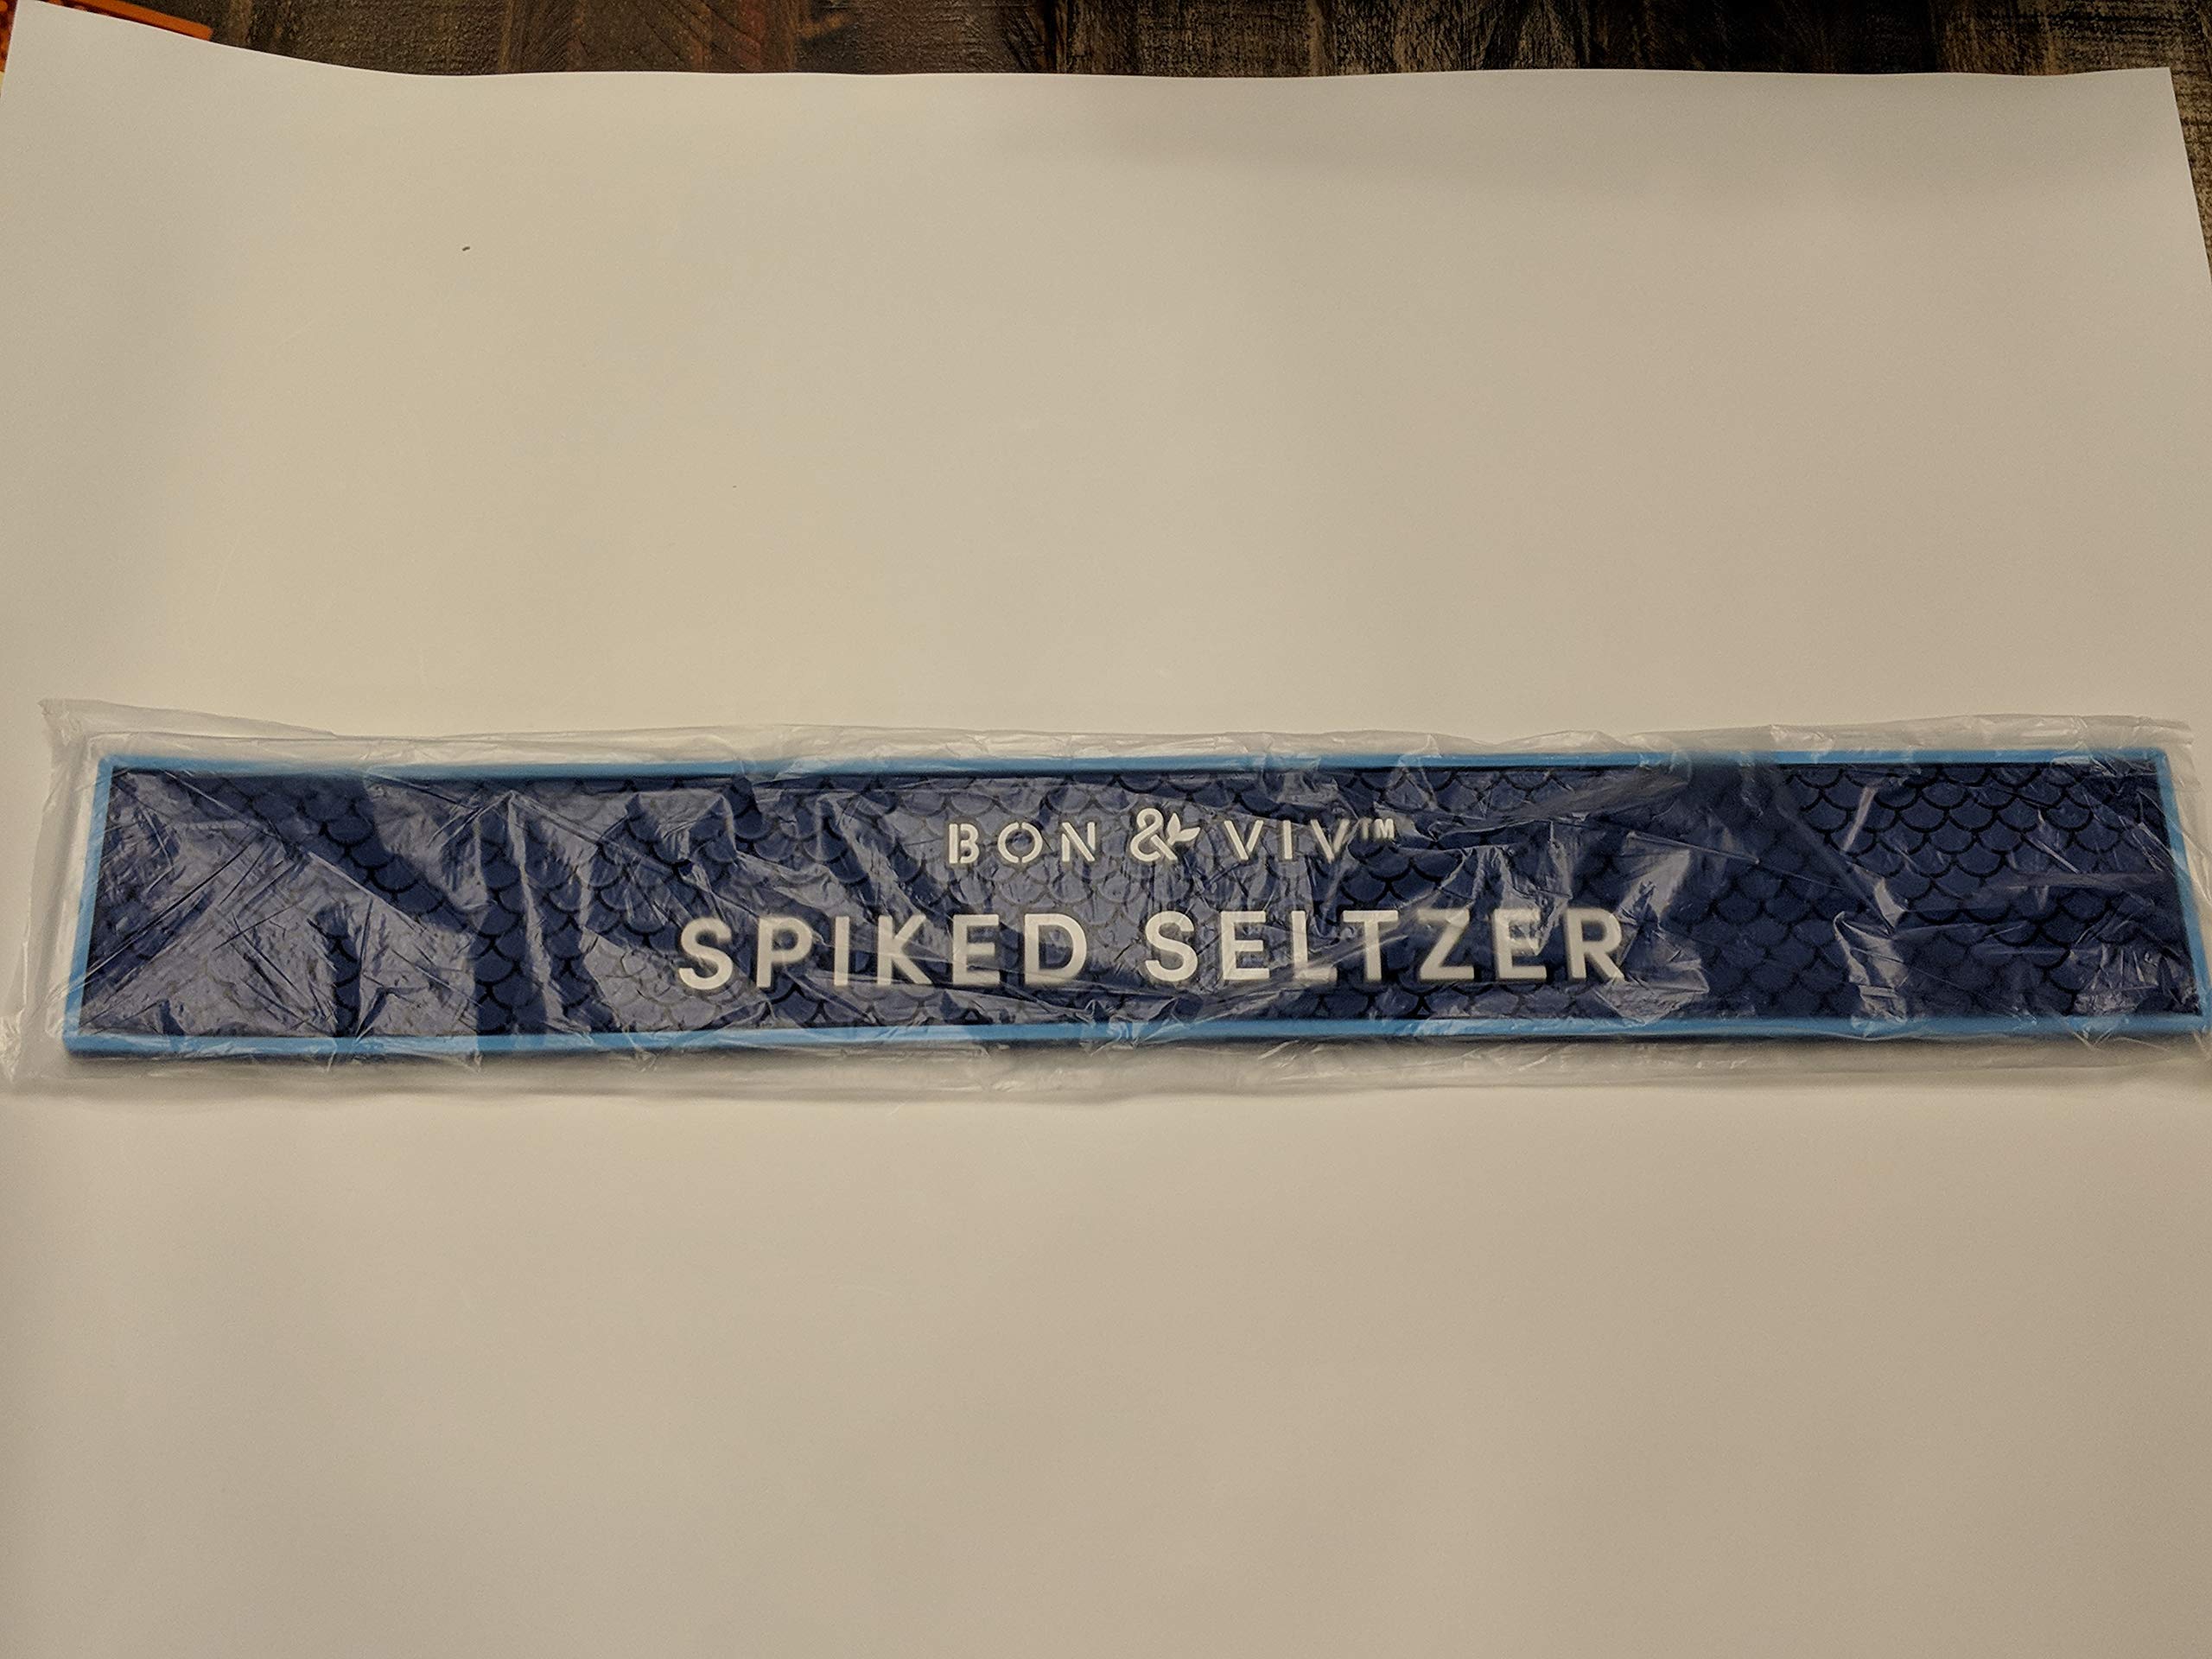 BON & VIV™
SPIKED SELTZER